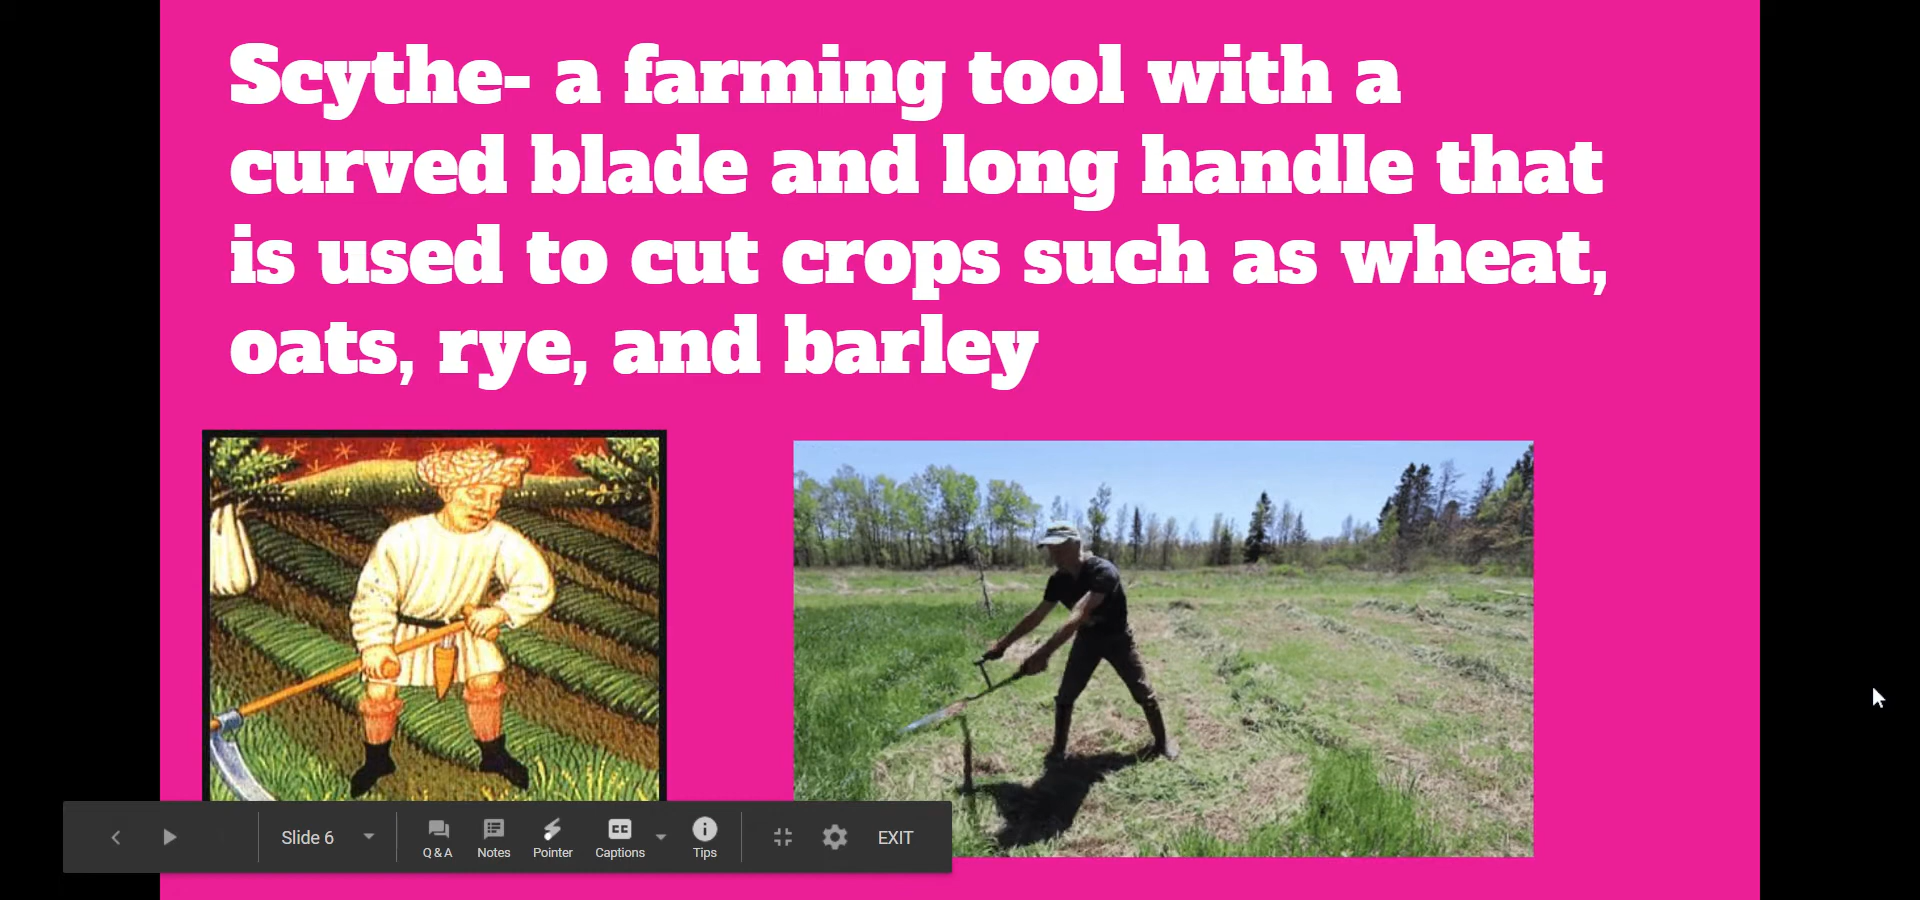 Scythe- a farming tool with a
curved blade and long handle that
is used to cut crops such as wheat,
oats, rye, and barley
Slide 6
Q & A
Notes
Pointer
CC
Captions
Tips
EXIT